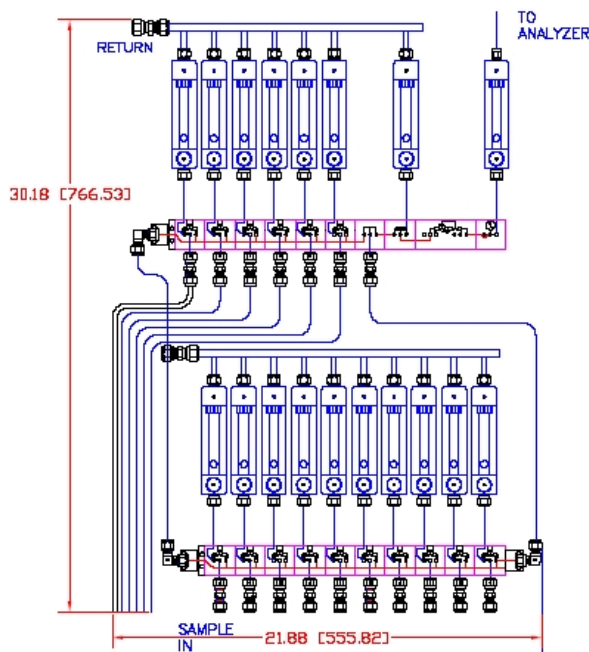 TO
ANALYZER
RETURN
30.18 [766.53]
SAMPLE
IN
21.88 [555.82]